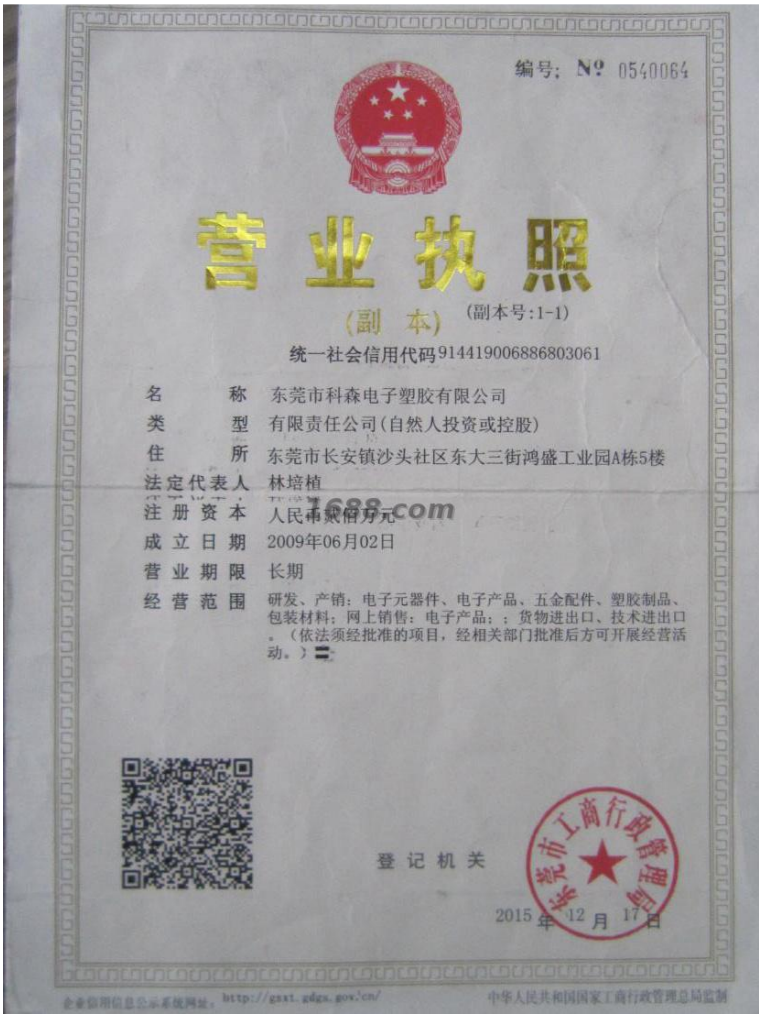 编号: Nº 0540064
营业执照
(副 本) (副本号:1-1)
统一社会信用代码914419006886803061
名 称 东莞市科森电子塑胶有限公司
类 型 有限责任公司(自然人投资或控股)
住 所 东莞市长安镇沙头社区东大三街鸿盛工业园A栋5楼
法定代表人 林培植
注册资本 人民币贰佰万元
1688.com
成立日期 2009年06月02日
营业期限 长期
经营范围 研发、产销: 电子元器件、电子产品、五金配件、塑胶制品、
包装材料; 网上销售: 电子产品; ; 货物进出口、技术进出口
。(依法须经批准的项目, 经相关部门批准后方可开展经营活
动。)
东莞市工商行政管理局
登记机关
2015 年 12 月 17 日
企业信用信息公示系统网址: http://gsxt.gdgs.gov.cn/
中华人民共和国国家工商行政管理总局监制